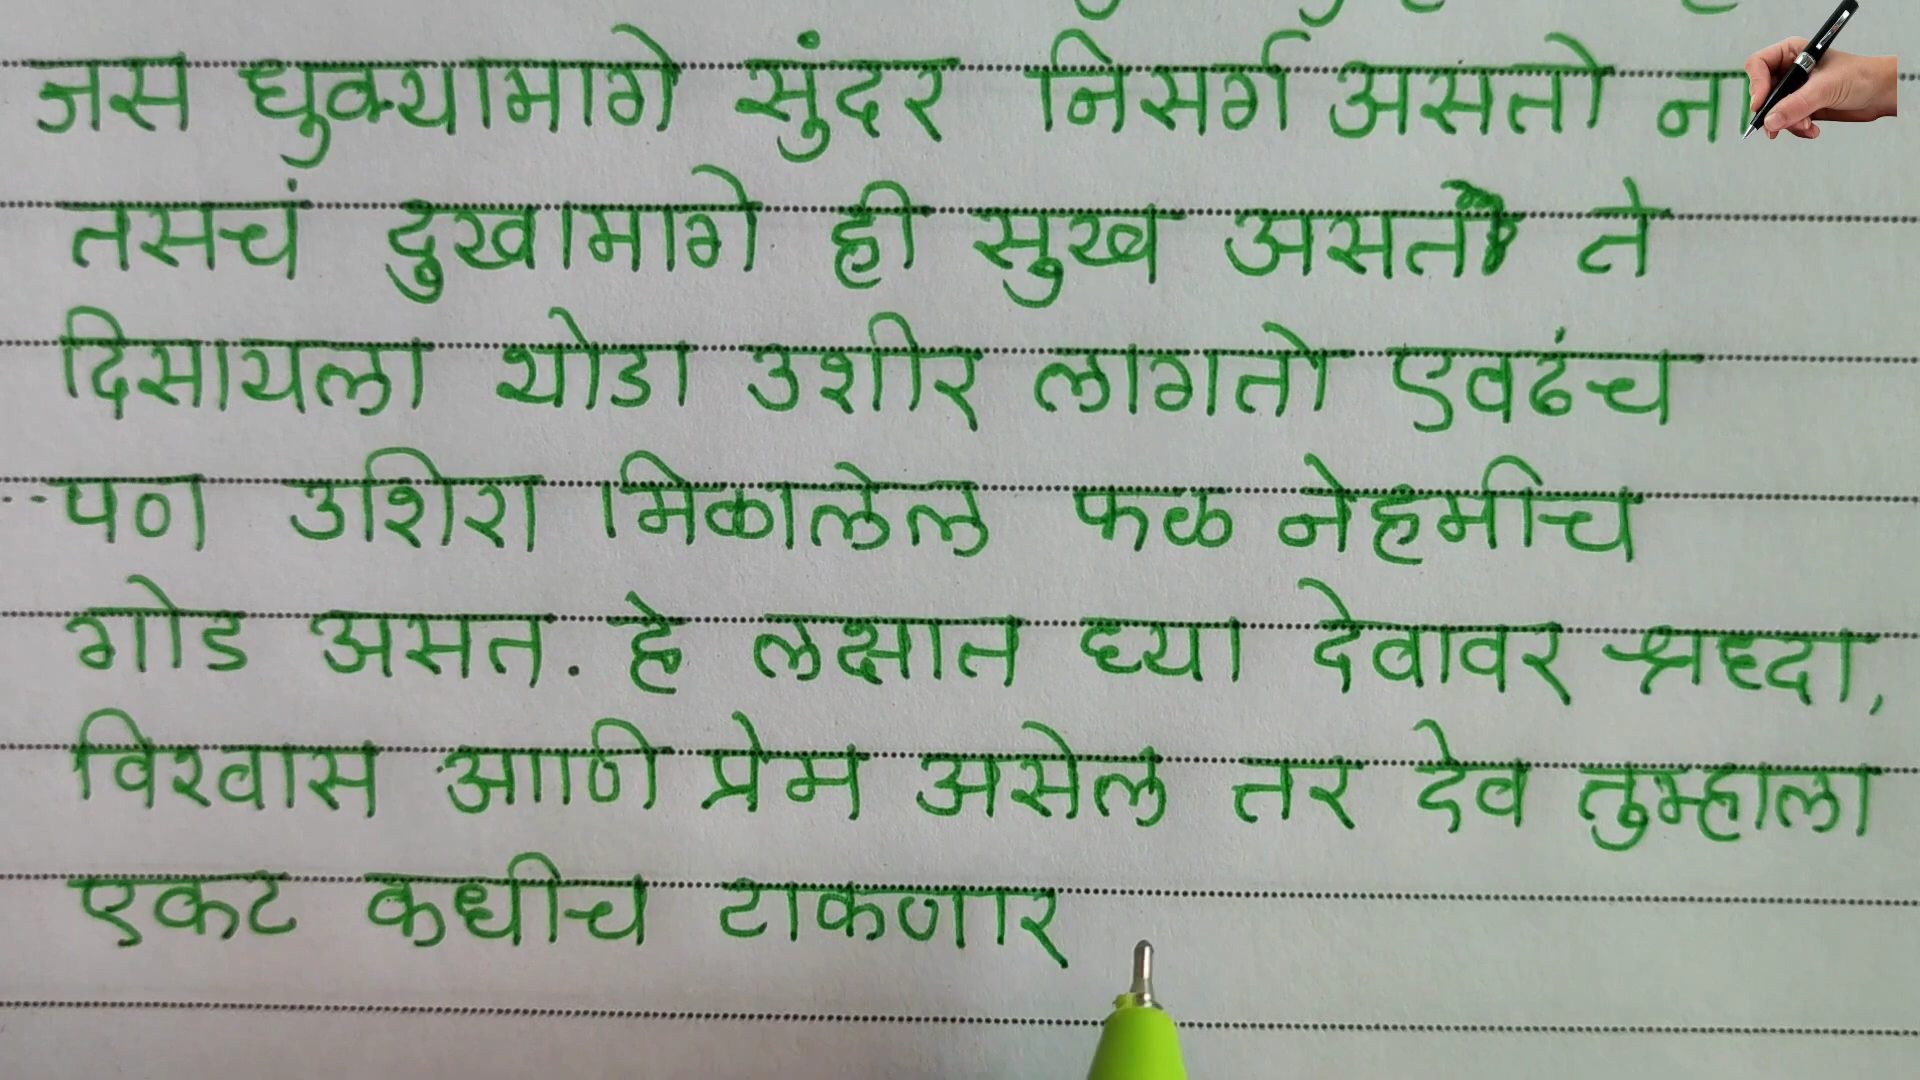 जस धुक्यामागे सुंदर निसर्ग असतो ना
तसचं दुखामागे ही सुख असते ते
दिसायला थोडा उशीर लागतो एवढंच
पण उशिरा मिळालेल फळ नेहमीच
गोड असत. हे लक्षात घ्या देवावर श्रध्दा,
विश्वास आणि प्रेम असेल तर देव तुम्हाला
एकट कधीच टाकणार